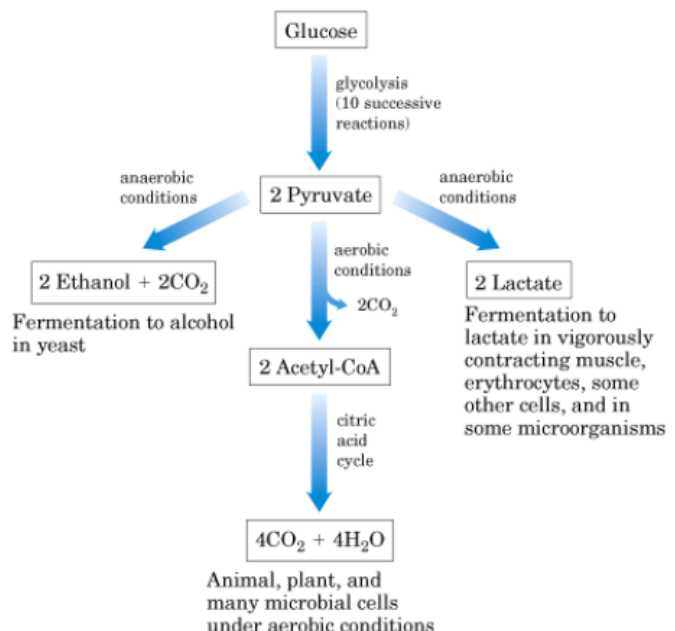 Glucose
glycolysis
(10 successive
reactions)
anaerobic
conditions
2 Pyruvate
anaerobic
conditions
2 Ethanol + 2CO₂
Fermentation to alcohol
in yeast
aerobic
conditions
2CO₂
2 Lactate
Fermentation to
lactate in vigorously
contracting muscle,
erythrocytes, some
other cells, and in
some microorganisms
2 Acetyl-CoA
citric
acid
cycle
4CO₂ + 4H₂O
Animal, plant, and
many microbial cells
under aerobic conditions